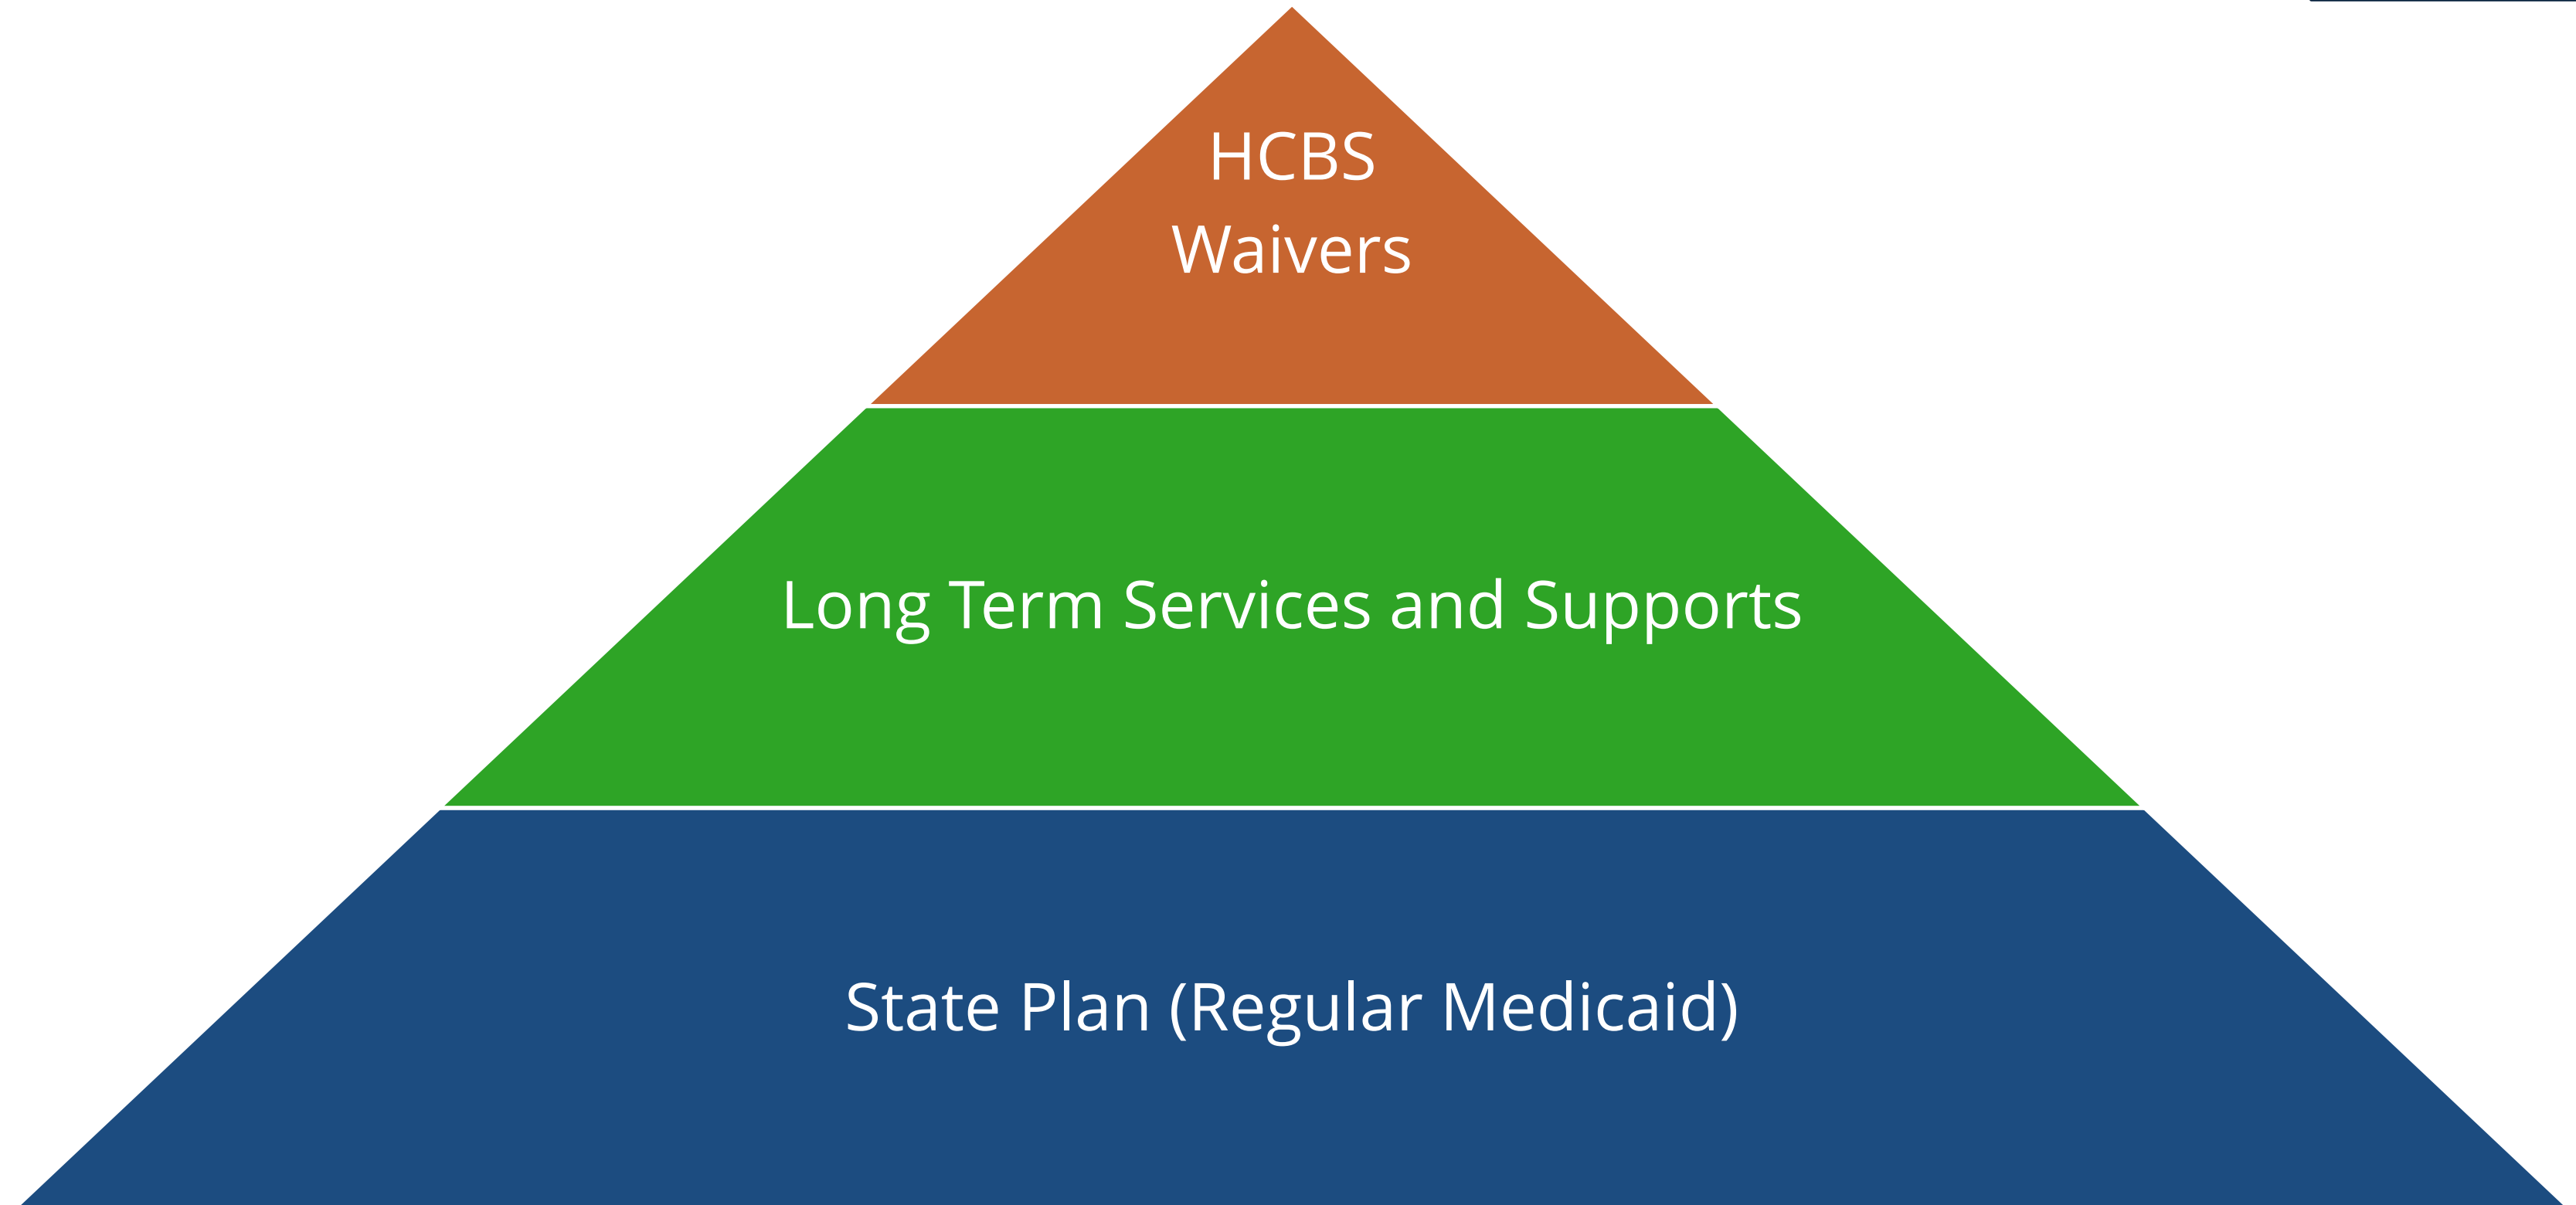 HCBS
Waivers
Long Term Services and Supports
State Plan (Regular Medicaid)